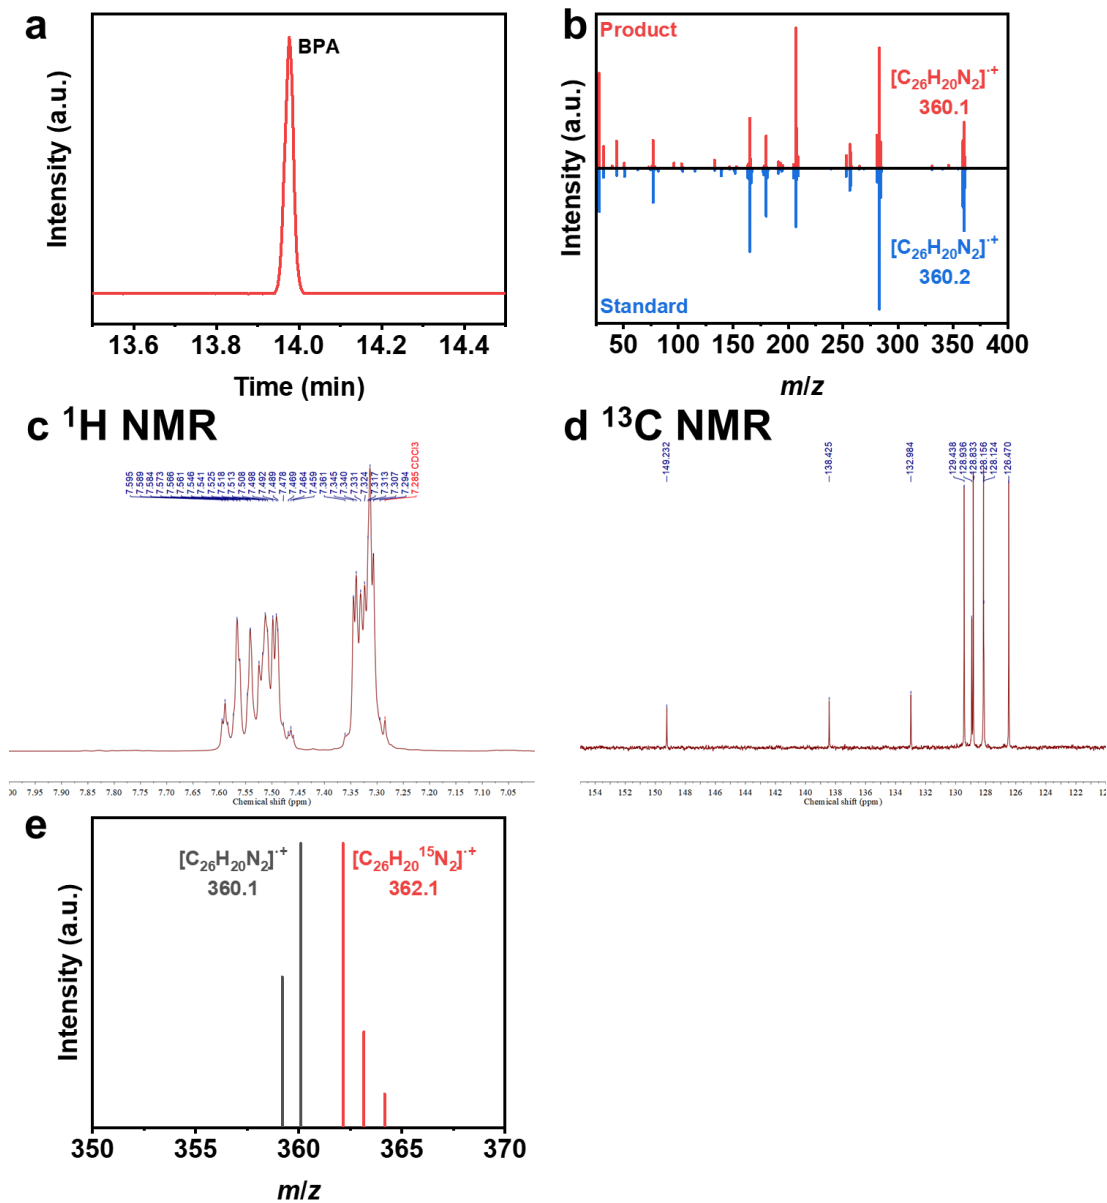 a
BPA
Intensity (a.u.)
13.6 13.8 14.0 14.2 14.4
Time (min)
b
Product
[C₂₆H₂₀N₂]·⁺
360.1
[C₂₆H₂₀N₂]·⁺
360.2
Standard
Intensity (a.u.)
50 100 150 200 250 300 350 400
m/z
c ¹H NMR
7.595 7.589 7.584 7.573 7.566 7.561 7.546 7.541 7.525 7.518 7.513 7.508 7.498 7.492 7.489 7.478 7.469 7.464 7.459 7.361 7.345 7.340 7.331 7.324 7.317 7.313 7.307 7.294 7.285 CDCl3
00 7.95 7.90 7.85 7.80 7.75 7.70 7.65 7.60 7.55 7.50 7.45 7.40 7.35 7.30 7.25 7.20 7.15 7.10 7.05
Chemical shift (ppm)
d ¹³C NMR
149.232 138.425 132.984 129.438 128.936 128.833 128.156 128.124 126.470
154 152 150 148 146 144 142 140 138 136 134 132 130 128 126 124 122 120
Chemical shift (ppm)
e
[C₂₆H₂₀N₂]·⁺
360.1
[C₂₆H₂₀¹⁵N₂]·⁺
362.1
Intensity (a.u.)
350 355 360 365 370
m/z